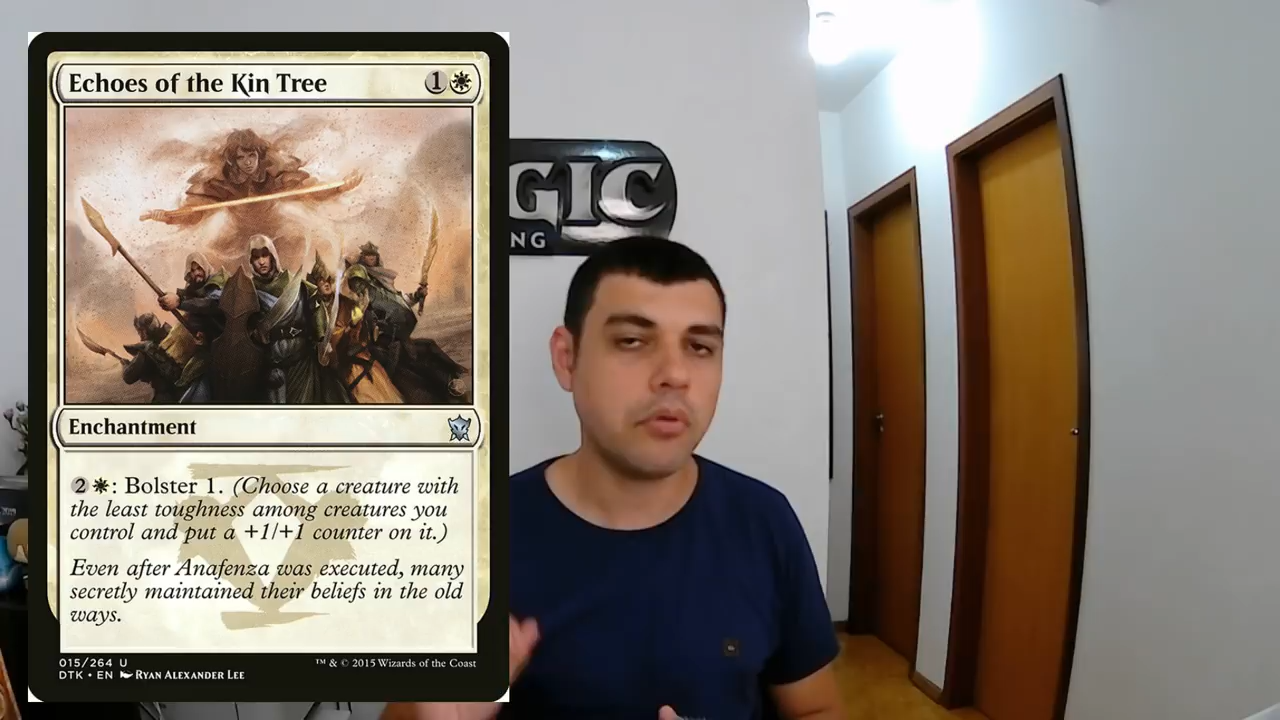 Echoes of the Kin Tree 1
GIC
NG
Enchantment
2 : Bolster 1. (Choose a creature with
the least toughness among creatures you
control and put a +1/+1 counter on it.)
Even after Anafenza was executed, many
secretly maintained their beliefs in the old
ways.
015/264 U
DTK • EN Ryan Alexander Lee
™ & © 2015 Wizards of the Coast